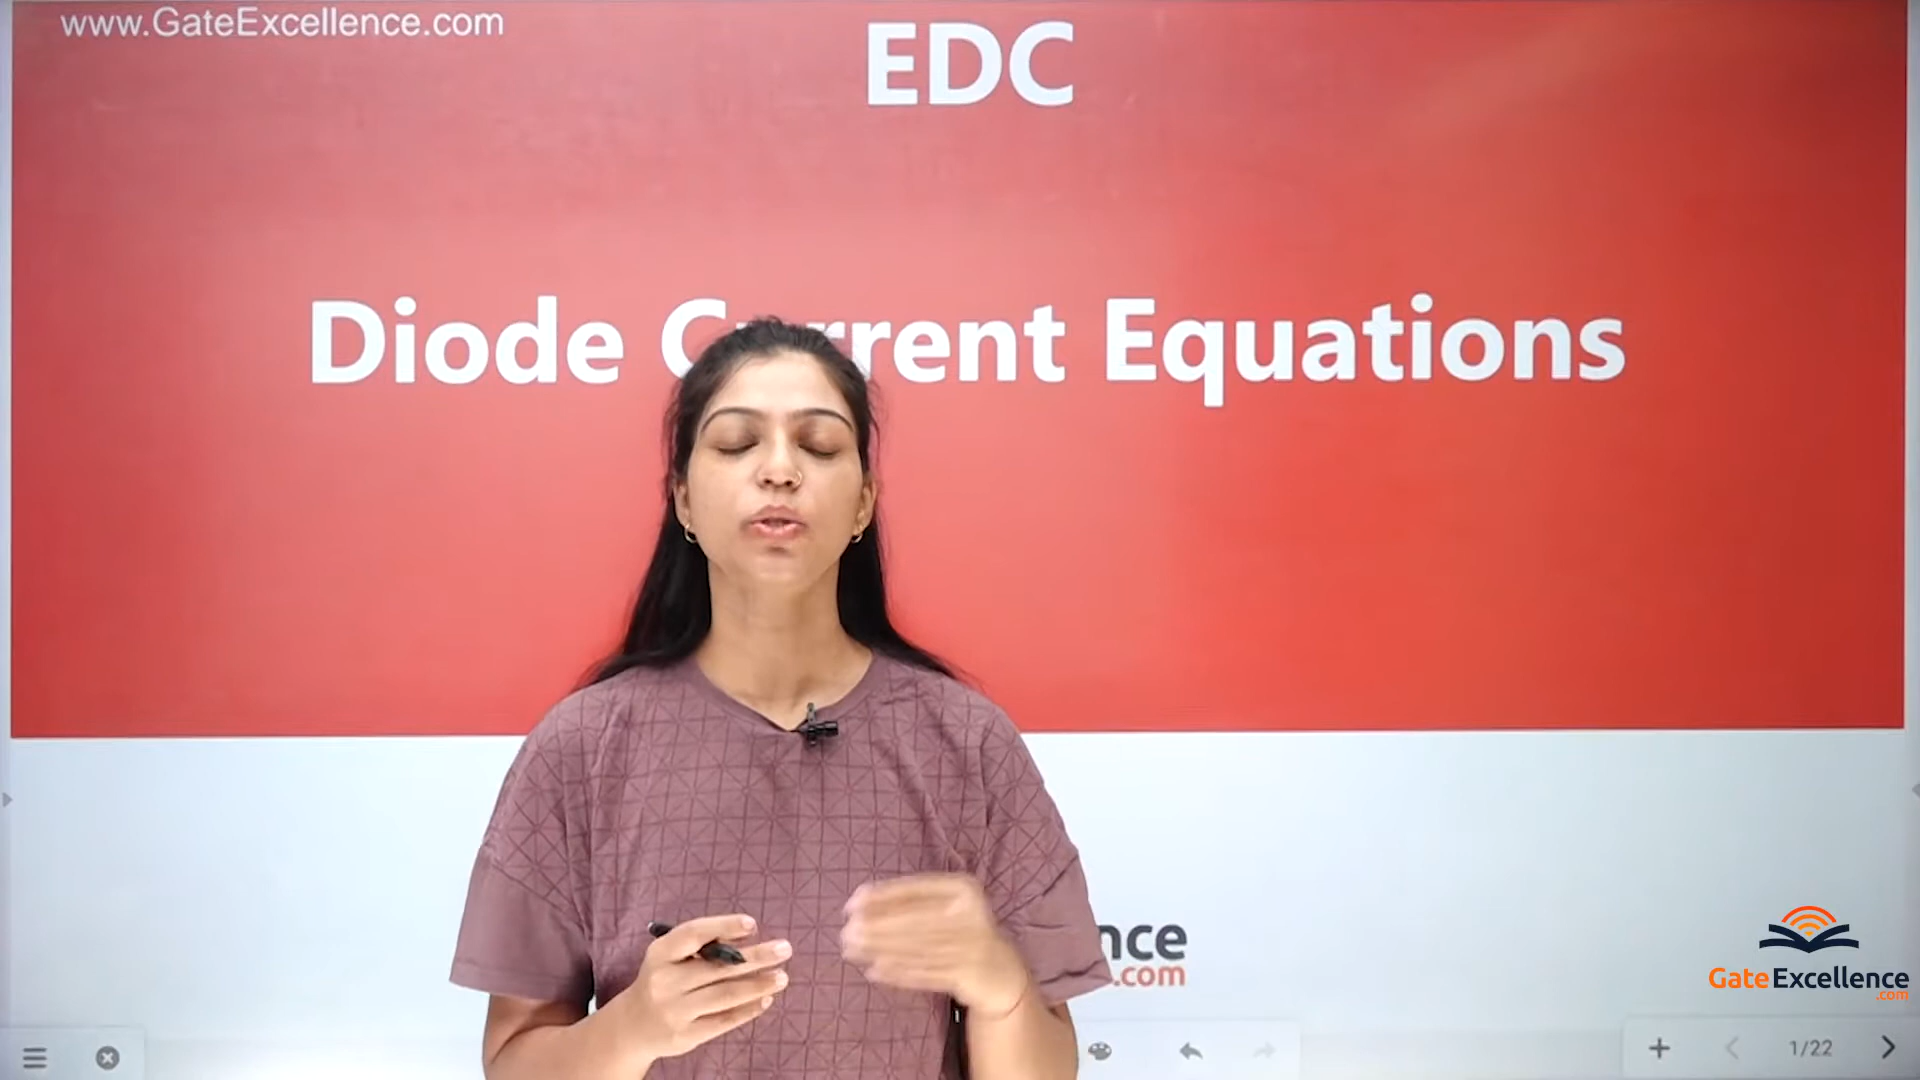 www.GateExcellence.com
EDC
Diode Current Equations
nce
.com
GateExcellence
.com
1/22